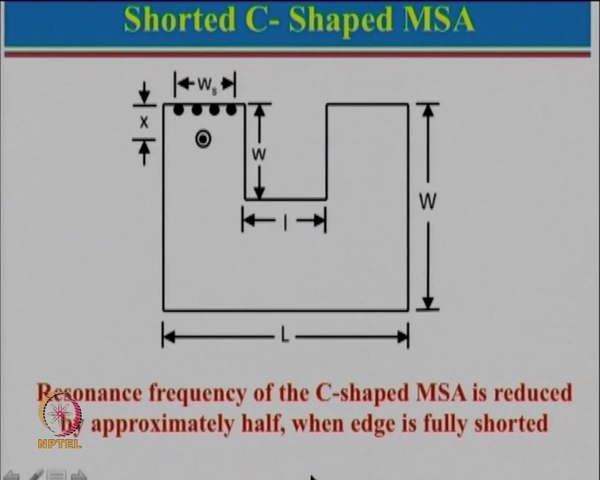 Shorted C- Shaped MSA
Ws
x
w
W
l
L
Resonance frequency of the C-shaped MSA is reduced
by approximately half, when edge is fully shorted
NPTEL